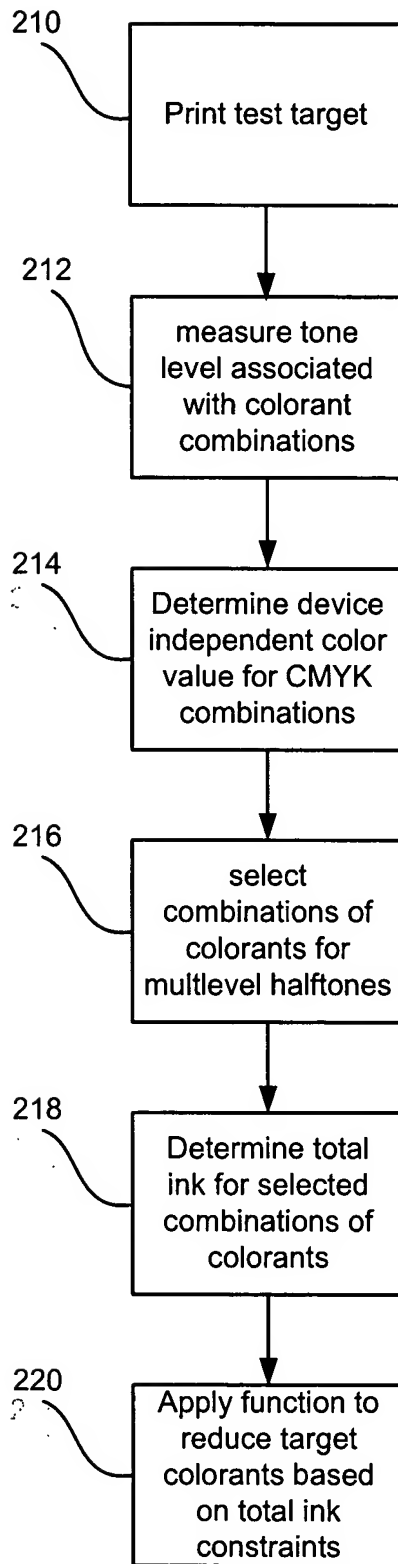 210
Print test target
212
measure tone
level associated
with colorant
combinations
214
Determine device
independent color
value for CMYK
combinations
216
select
combinations of
colorants for
multlevel halftones
218
Determine total
ink for selected
combinations of
colorants
220
Apply function to
reduce target
colorants based
on total ink
constraints